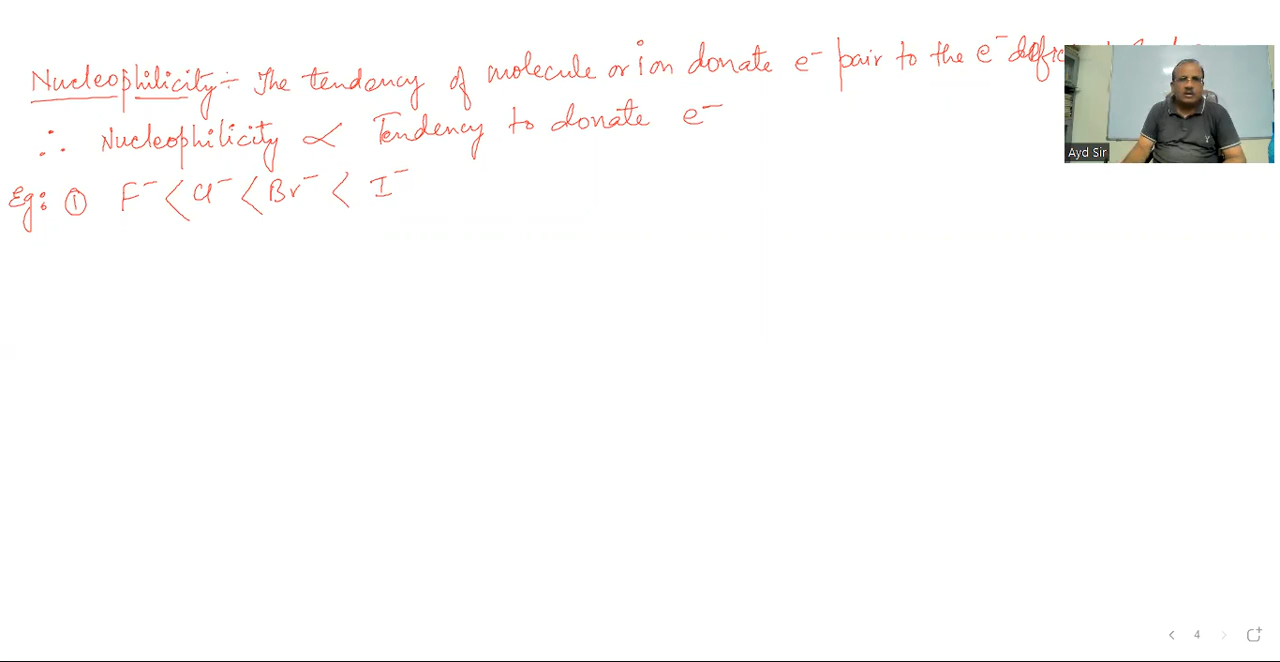 Nucleophilicity :- The tendency of molecule or ion donate e⁻ pair to the e⁻
∴ Nucleophilicity ∝ Tendency to donate e⁻
Eg: ① F⁻ < Cl⁻ < Br⁻ < I⁻
Ayd Sir
4